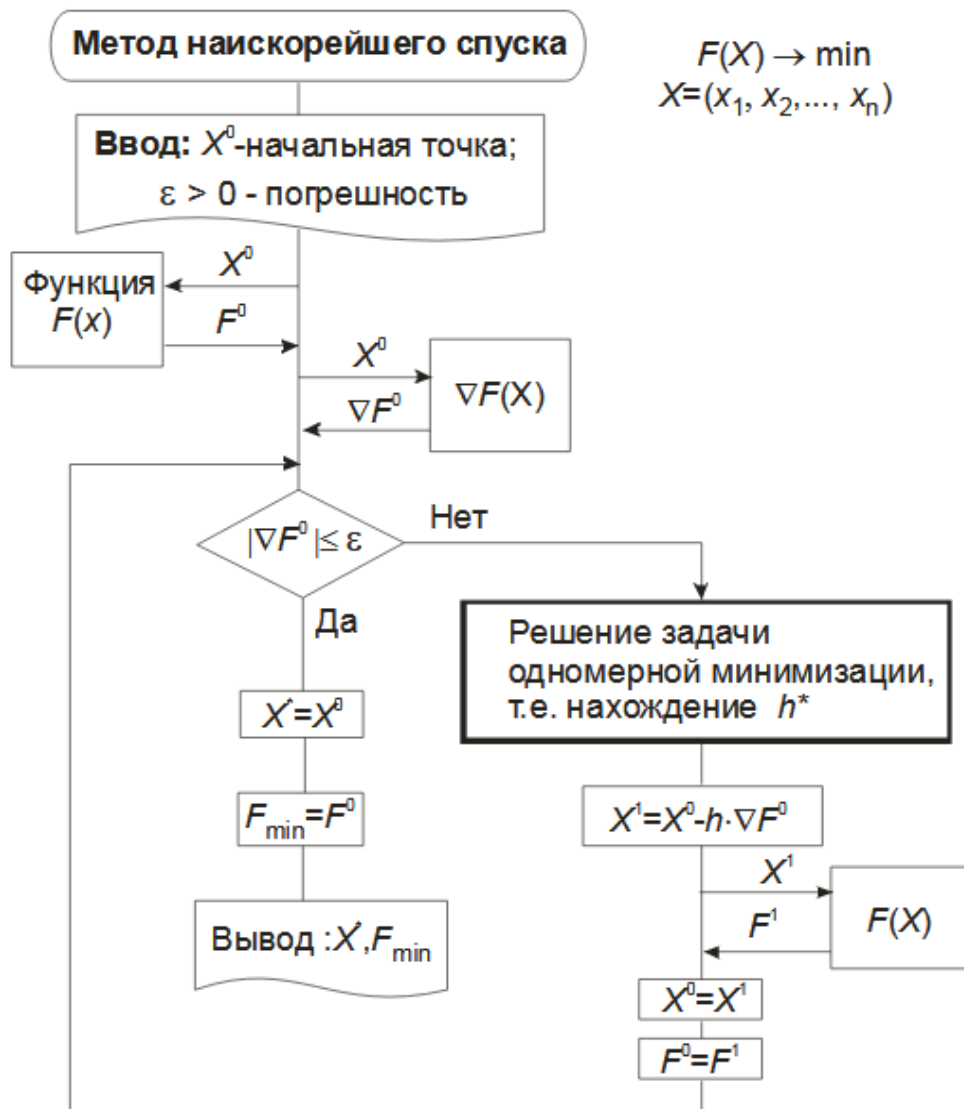 Метод наискорейшего спуска
F(X) → min
X=(x₁, x₂,..., xₙ)
Ввод: X⁰-начальная точка;
ε > 0 - погрешность
Функция
F(x)
X⁰
F⁰
X⁰
∇F⁰
∇F(X)
|∇F⁰|≤ ε
Нет
Да
Решение задачи
одномерной минимизации,
т.е. нахождение h*
X*=X⁰
F_min=F⁰
Вывод :X*,F_min
X¹=X⁰-h·∇F⁰
X¹
F¹
F(X)
X⁰=X¹
F⁰=F¹